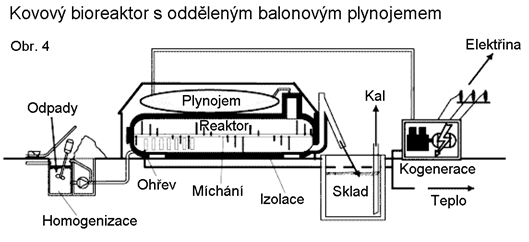 Kovový bioreaktor s odděleným balonovým plynojemem
Obr. 4
Elektřina
Kal
Plynojem
Odpady
Reaktor
Kogenerace
Ohřev
Míchání
Izolace
Sklad
Teplo
Homogenizace